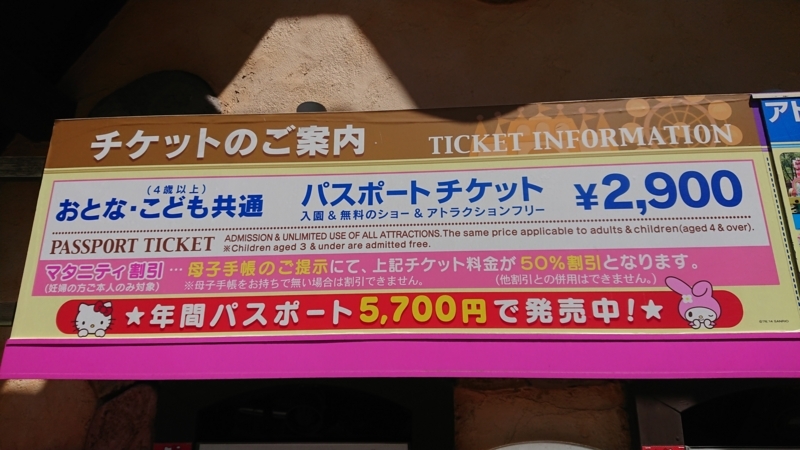 チケットのご案内 TICKET INFORMATION
(4歳以上)
おとな・こども共通 パスポートチケット ¥2,900
入園&無料のショー&アトラクションフリー
PASSPORT TICKET ADMISSION & UNLIMITED USE OF ALL ATTRACTIONS. The same price applicable to adults & children(aged 4 & over).
※Children aged 3 & under are admitted free.
マタニティ割引 … 母子手帳のご提示にて、上記チケット料金が50%割引となります。
(妊婦の方ご本人のみ対象) ※母子手帳をお持ちで無い場合は割引できません。 (他割引との併用はできません。)
★年間パスポート5,700円で発売中!★
アト